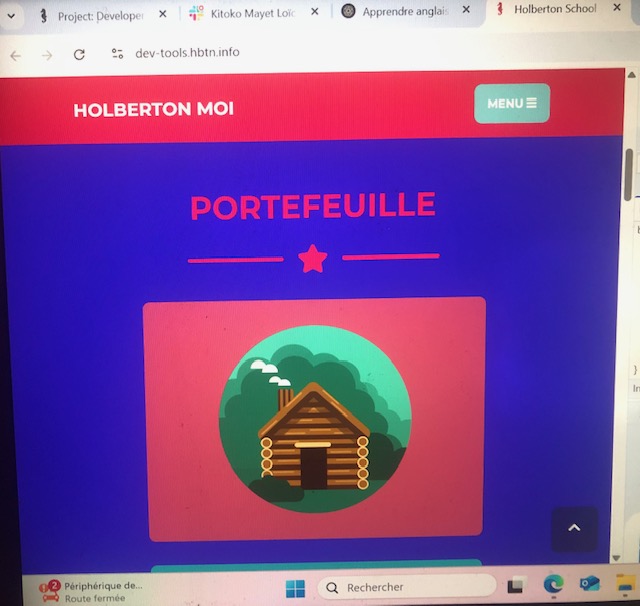 Project: Developer
Kitoko Mayet Loïc
Apprendre anglais
Holberton School
dev-tools.hbtn.info
HOLBERTON MOI
MENU
PORTEFEUILLE
2
Périphérique de...
Route fermée
Rechercher